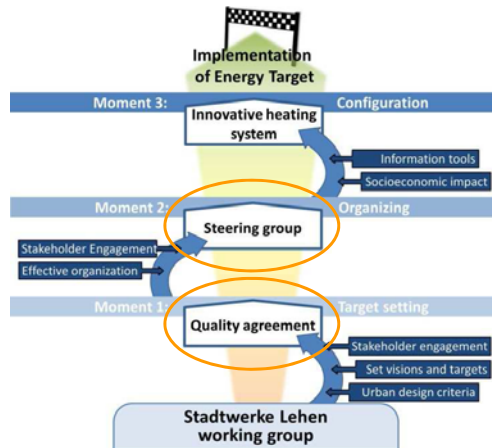 Implementation
of Energy Target
Moment 3: Configuration
Innovative heating
system
Information tools
Socioeconomic impact
Moment 2: Organizing
Steering group
Stakeholder Engagement
Effective organization
Moment 1: Target setting
Quality agreement
Stakeholder engagement
Set visions and targets
Urban design criteria
Stadtwerke Lehen
working group